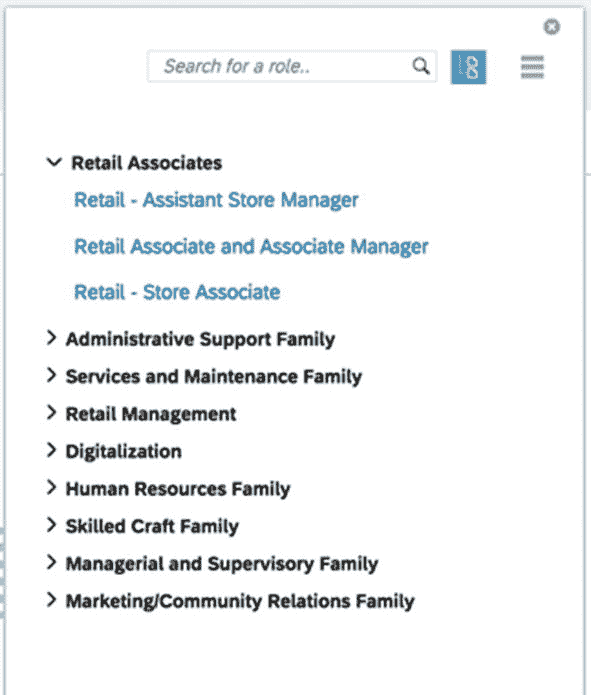 Search for a role..
Retail Associates
Retail - Assistant Store Manager
Retail Associate and Associate Manager
Retail - Store Associate
Administrative Support Family
Services and Maintenance Family
Retail Management
Digitalization
Human Resources Family
Skilled Craft Family
Managerial and Supervisory Family
Marketing/Community Relations Family